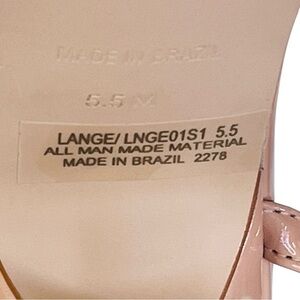 MADE IN BRAZIL
5.5 M
LANGE/ LNGE01S1 5.5
ALL MAN MADE MATERIAL
MADE IN BRAZIL 2278